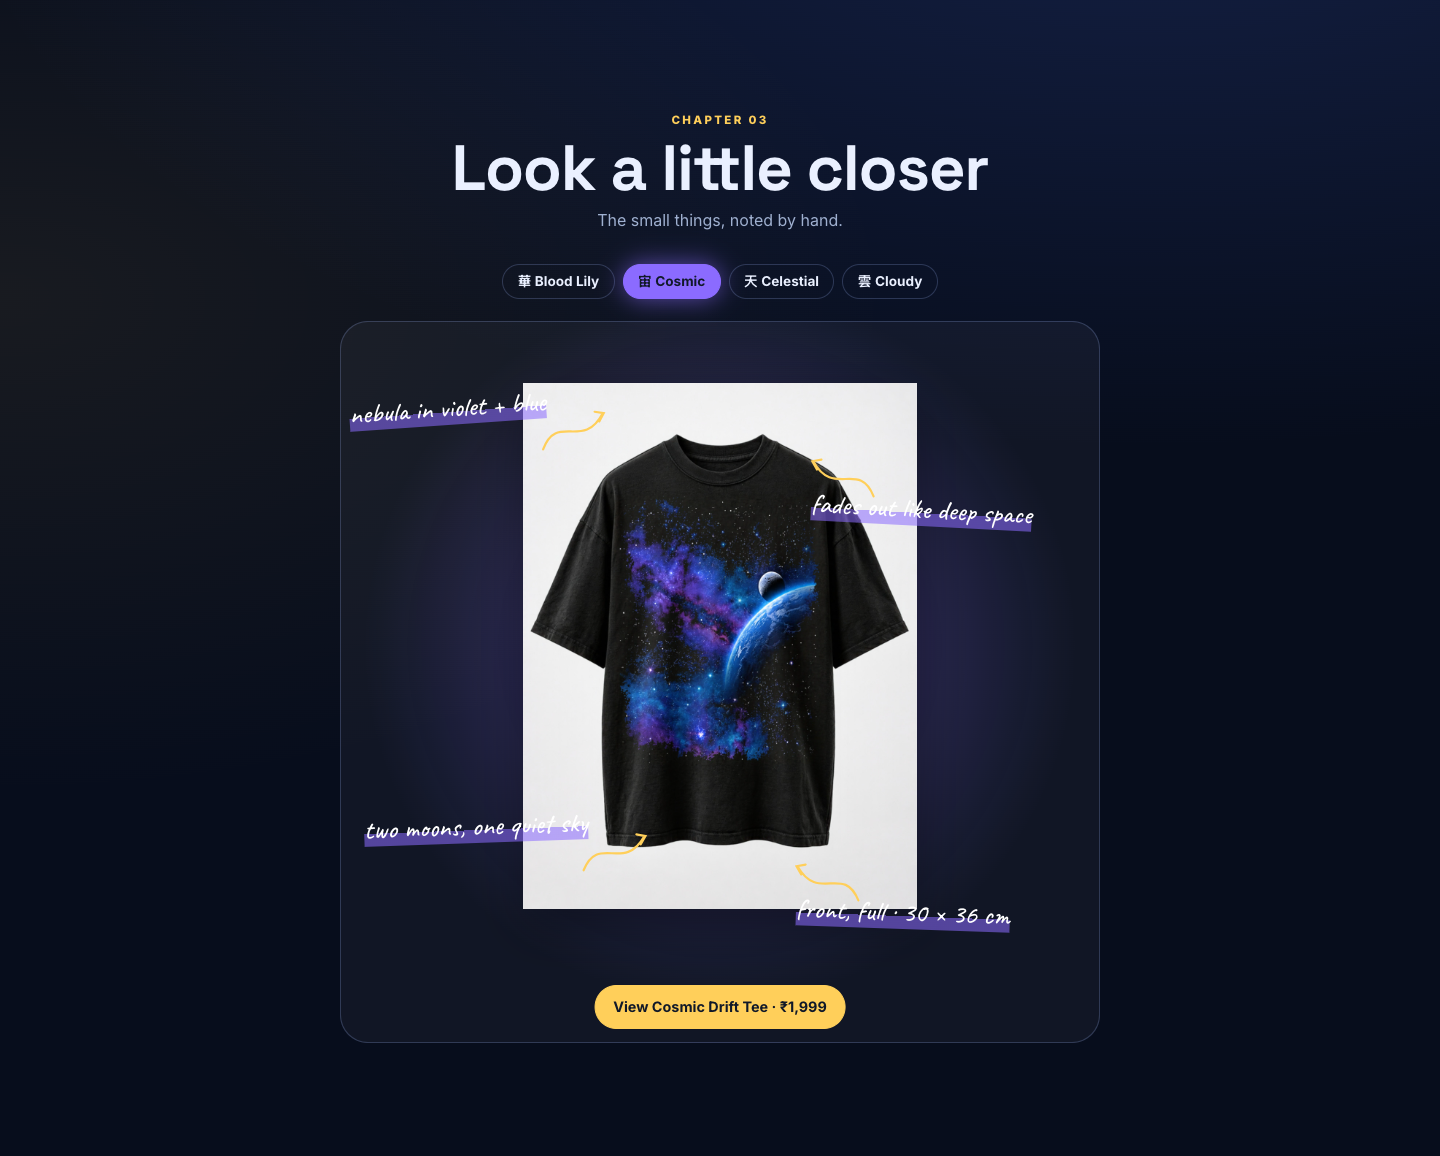 CHAPTER 03
Look a little closer
The small things, noted by hand.
華 Blood Lily
宙 Cosmic
天 Celestial
雲 Cloudy
nebula in violet + blue
fades out like deep space
two moons, one quiet sky
front, full · 30 × 36 cm
View Cosmic Drift Tee · ₹1,999